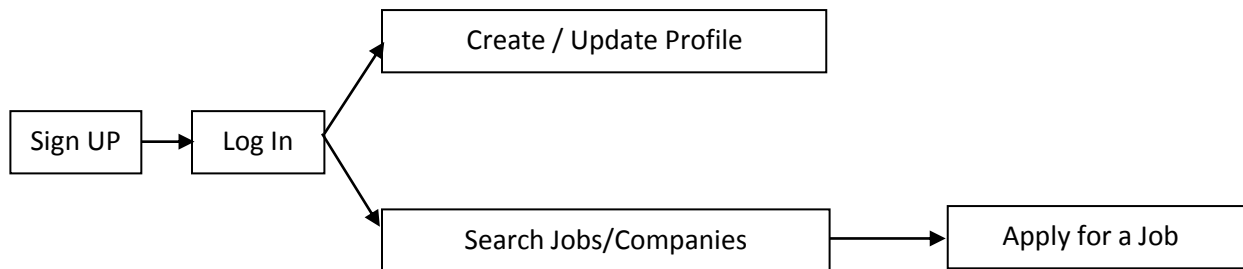 Create / Update Profile
Sign UP
Log In
Search Jobs/Companies
Apply for a Job